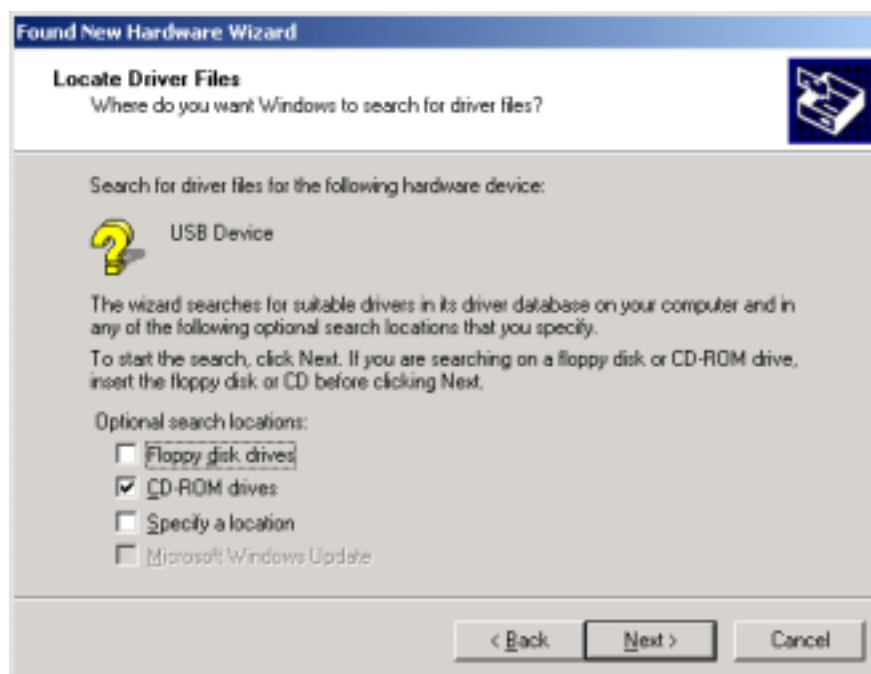 Found New Hardware Wizard
Locate Driver Files
Where do you want Windows to search for driver files?
Search for driver files for the following hardware device:
USB Device
The wizard searches for suitable drivers in its driver database on your computer and in
any of the following optional search locations that you specify.
To start the search, click Next. If you are searching on a floppy disk or CD-ROM drive,
insert the floppy disk or CD before clicking Next.
Optional search locations:
Floppy disk drives
CD-ROM drives
Specify a location
Microsoft Windows Update
< Back Next > Cancel